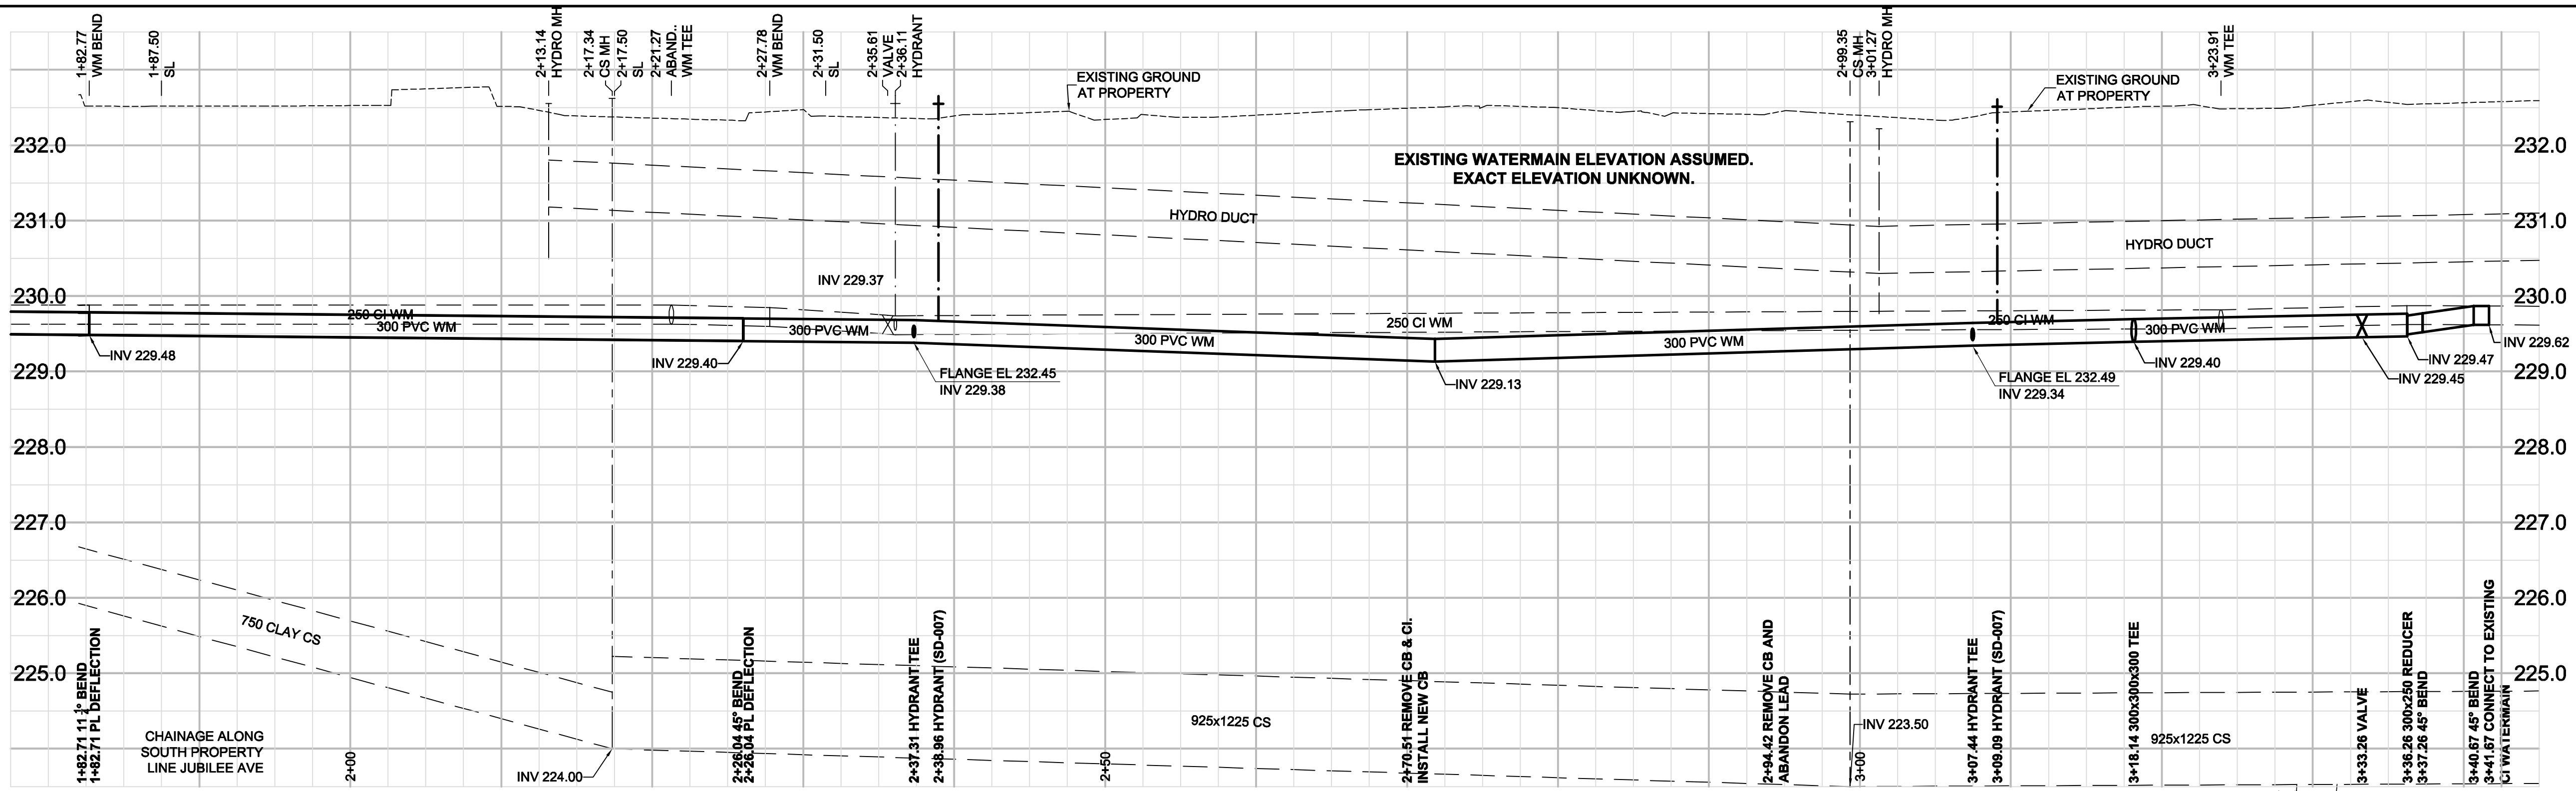 1+82.77
WM BEND
1+87.50
SL
2+13.14
HYDRO MH
2+17.34
CS MH
2+17.50
SL
2+21.27
ABAND..
WM TEE
2+27.78
WM BEND
2+31.50
SL
2+35.61
VALVE
2+36.11
HYDRANT
2+99.35
CS MH
3+01.27
HYDRO MH
3+23.91
WM TEE
EXISTING GROUND
AT PROPERTY
EXISTING GROUND
AT PROPERTY
232.0
232.0
EXISTING WATERMAIN ELEVATION ASSUMED.
EXACT ELEVATION UNKNOWN.
231.0
HYDRO DUCT
231.0
HYDRO DUCT
INV 229.37
230.0
230.0
250 CI WM
300 PVC WM
300 PVC WM
300 PVC WM
250 CI WM
300 PVC WM
250 CI WM
300 PVC WM
INV 229.48
INV 229.40
FLANGE EL 232.45
INV 229.38
INV 229.13
FLANGE EL 232.49
INV 229.34
INV 229.40
INV 229.45
INV 229.47
INV 229.62
229.0
229.0
228.0
228.0
227.0
227.0
226.0
226.0
750 CLAY CS
225.0
225.0
925x1225 CS
INV 223.50
925x1225 CS
CHAINAGE ALONG
SOUTH PROPERTY
LINE JUBILEE AVE
INV 224.00
1+82.71 11 1/4° BEND
1+82.71 PL DEFLECTION
2+00
2+26.04 45° BEND
2+26.04 PL DEFLECTION
2+37.31 HYDRANT TEE
2+38.96 HYDRANT (SD-007)
2+50
2+70.51 REMOVE CB & CI.
INSTALL NEW CB
2+94.42 REMOVE CB AND
ABANDON LEAD
3+00
3+07.44 HYDRANT TEE
3+09.09 HYDRANT (SD-007)
3+18.14 300x300x300 TEE
3+33.26 VALVE
3+36.26 300x250 REDUCER
3+37.26 45° BEND
3+40.67 45° BEND
3+41.67 CONNECT TO EXISTING
CI WATERMAIN